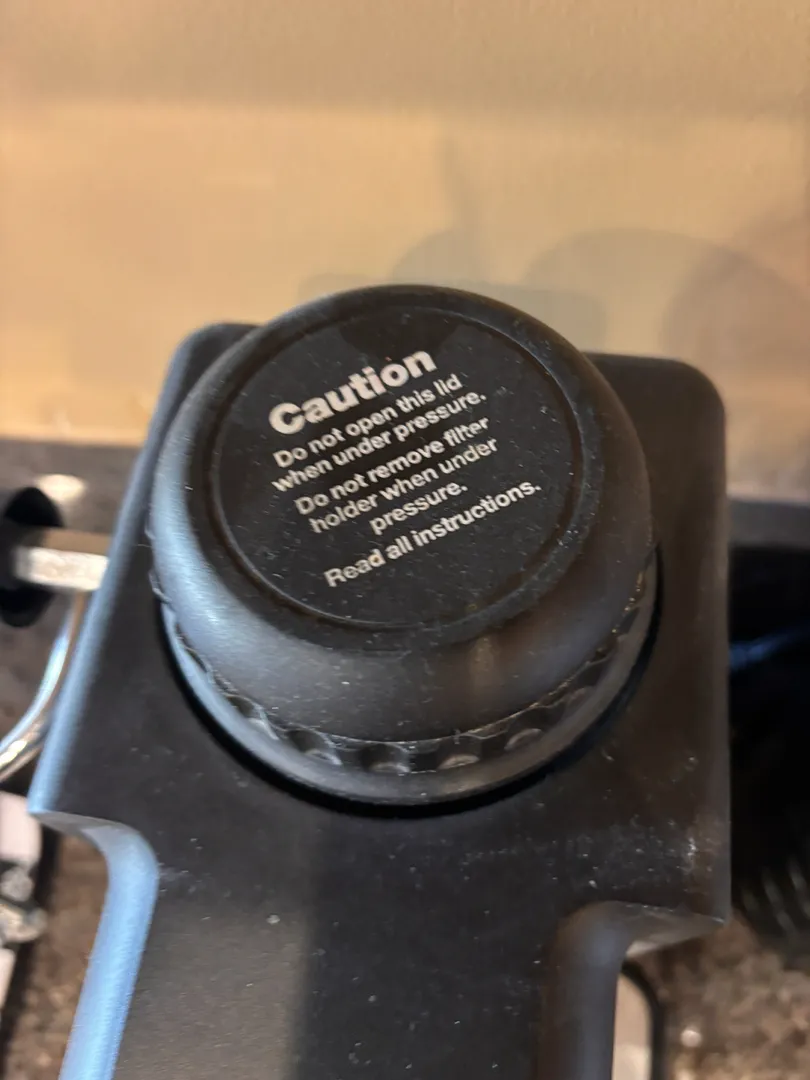 Caution
Do not open this lid
when under pressure.
Do not remove filter
holder when under
pressure.
Read all instructions.